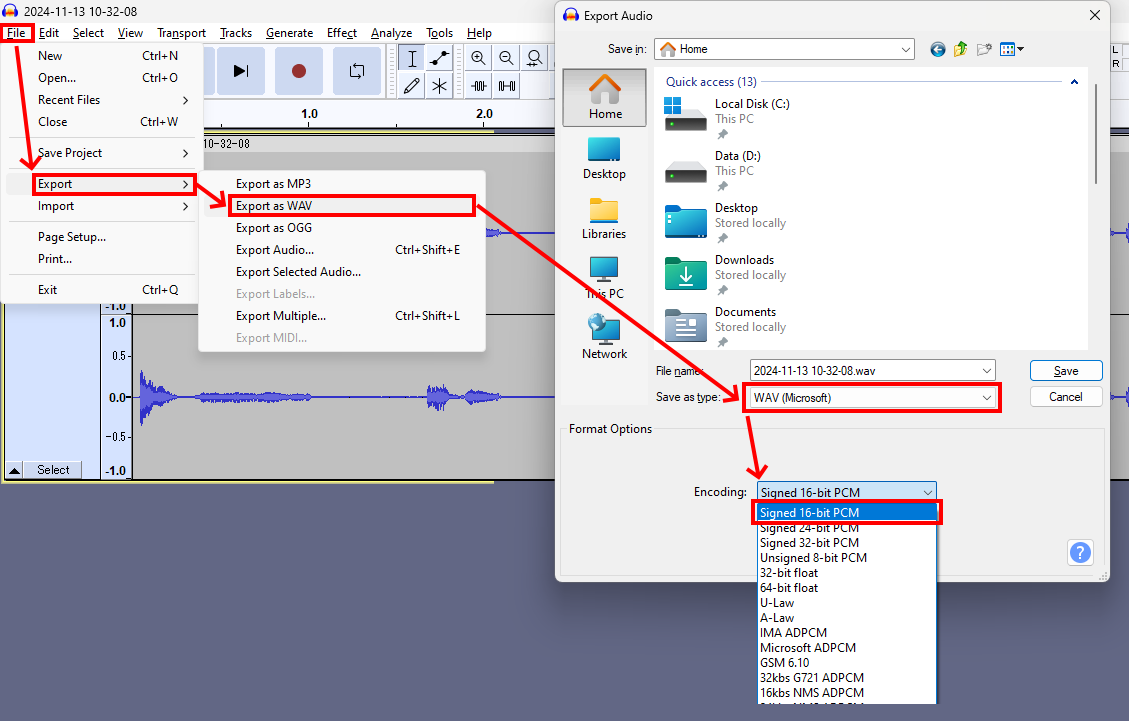 2024-11-13 10-32-08
File Edit Select View Transport Tracks Generate Effect Analyze Tools Help
New Ctrl+N
Open... Ctrl+O
Recent Files
Close Ctrl+W
Save Project
Export
Import
Page Setup...
Print...
Exit Ctrl+Q
1.0 2.0
10-32-08
Export as MP3
Export as WAV
Export as OGG
Export Audio... Ctrl+Shift+E
Export Selected Audio...
Export Labels...
Export Multiple... Ctrl+Shift+L
Export MIDI...
-1.0
1.0
0.5-
0.0-
-0.5-
-1.0
Select
L
R
Export Audio
Save in: Home
Home
Desktop
Libraries
This PC
Network
Quick access (13)
Local Disk (C:)
This PC
Data (D:)
This PC
Desktop
Stored locally
Downloads
Stored locally
Documents
Stored locally
File name: 2024-11-13 10-32-08.wav Save
Save as type: WAV (Microsoft) Cancel
Format Options
Encoding: Signed 16-bit PCM
Signed 16-bit PCM
Signed 24-bit PCM
Signed 32-bit PCM
Unsigned 8-bit PCM
32-bit float
64-bit float
U-Law
A-Law
IMA ADPCM
Microsoft ADPCM
GSM 6.10
32kbs G721 ADPCM
16kbs NMS ADPCM
?